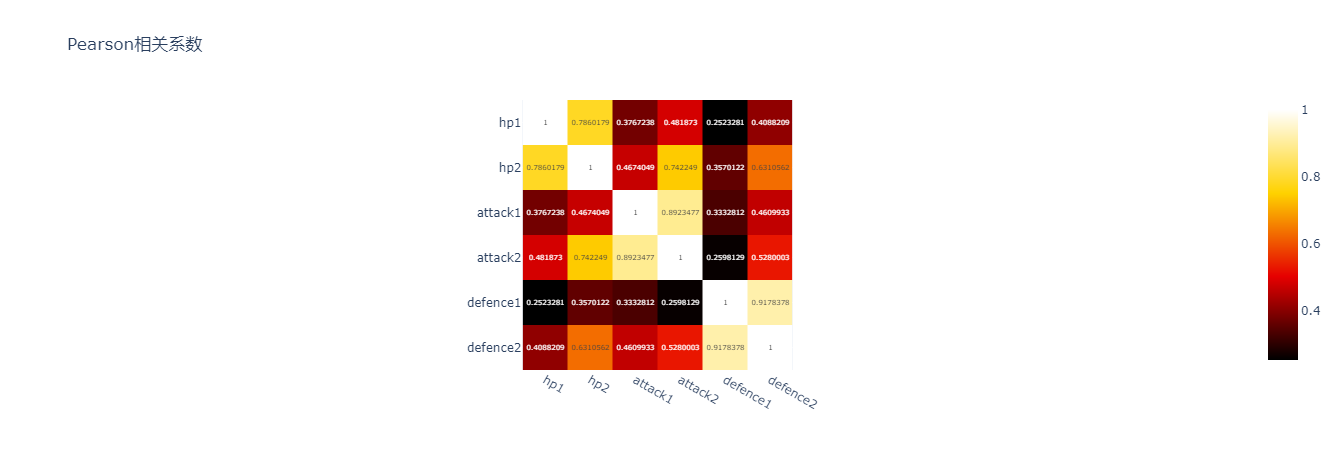 Pearson相关系数
hp1 1 0.7860179 0.3767238 0.481873 0.2523281 0.4088209 1
hp2 0.7860179 1 0.4674049 0.742249 0.3570122 0.6310562 0.8
attack1 0.3767238 0.4674049 1 0.8923477 0.3332812 0.4609933
attack2 0.481873 0.742249 0.8923477 1 0.2598129 0.5280003 0.6
defence1 0.2523281 0.3570122 0.3332812 0.2598129 1 0.9178378 0.4
defence2 0.4088209 0.6310562 0.4609933 0.5280003 0.9178378 1
hp1 hp2 attack1 attack2 defence1 defence2